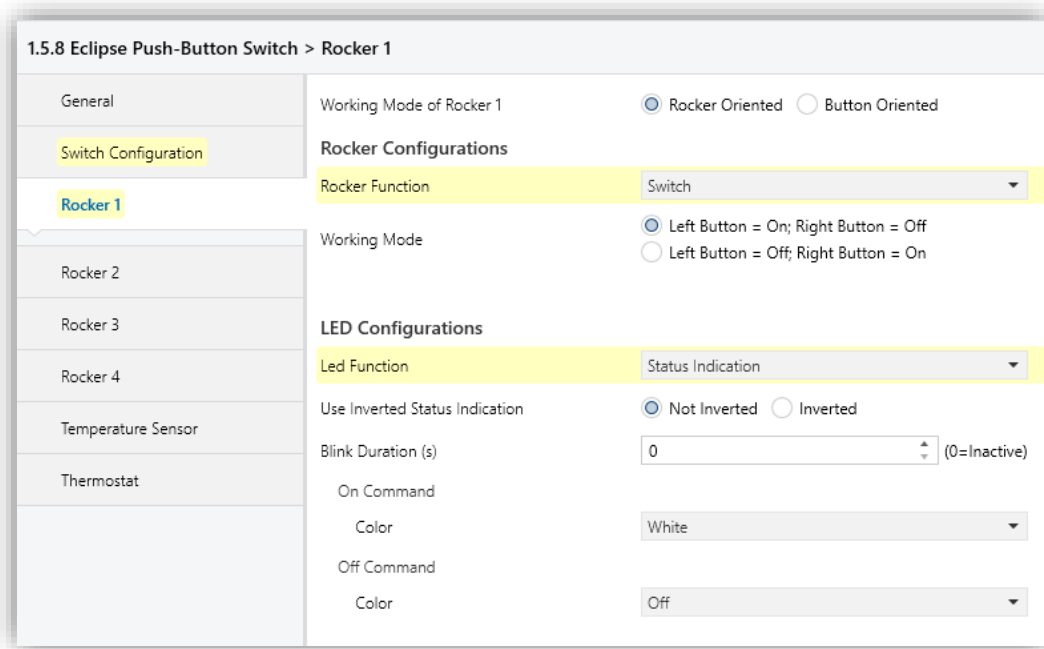 1.5.8 Eclipse Push-Button Switch > Rocker 1
General
Switch Configuration
Rocker 1
Rocker 2
Rocker 3
Rocker 4
Temperature Sensor
Thermostat
Working Mode of Rocker 1 Rocker Oriented Button Oriented
Rocker Configurations
Rocker Function Switch
Working Mode Left Button = On; Right Button = Off
Left Button = Off; Right Button = On
LED Configurations
Led Function Status Indication
Use Inverted Status Indication Not Inverted Inverted
Blink Duration (s) 0 (0=Inactive)
On Command
Color White
Off Command
Color Off